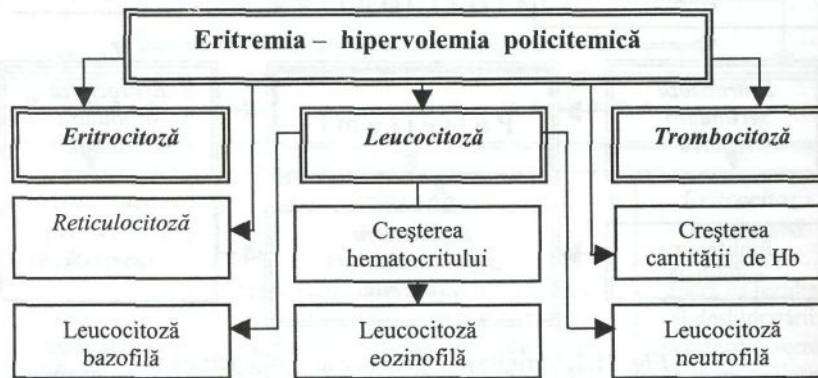 Eritremia – hipervolemia policitemică
Eritrocitoză
Leucocitoză
Trombocitoză
Reticulocitoză
Creşterea
hematocritului
Creşterea
cantităţii de Hb
Leucocitoză
bazofilă
Leucocitoză
eozinofilă
Leucocitoză
neutrofilă